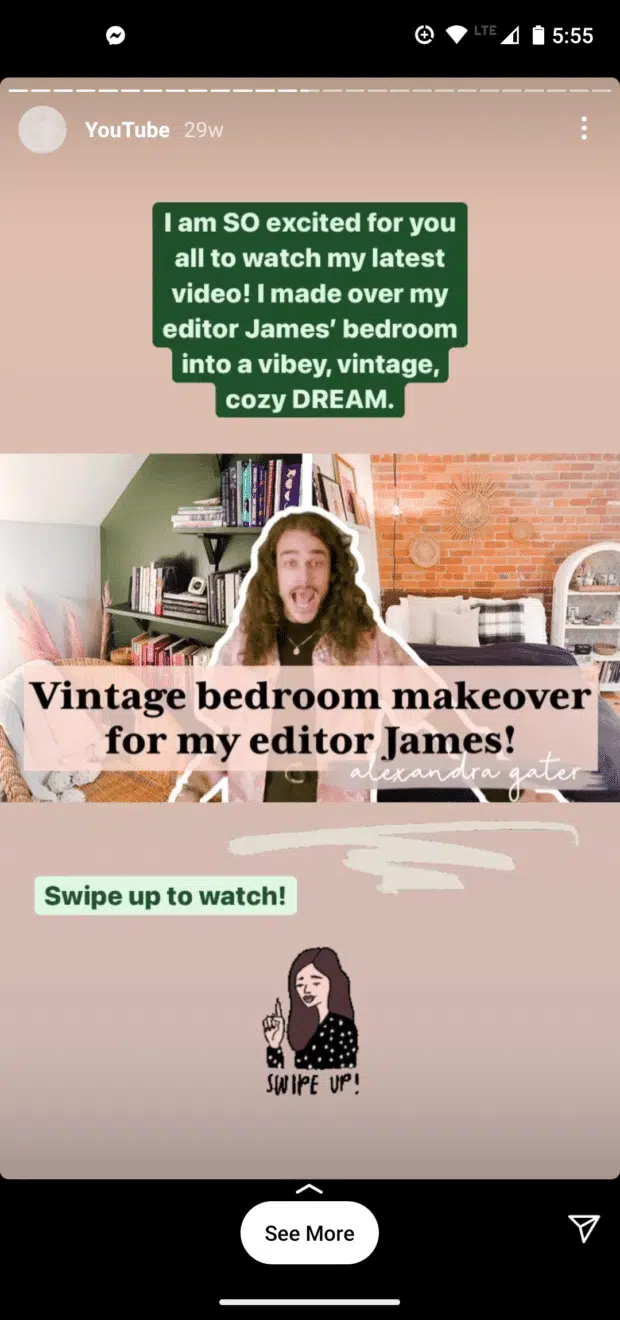 LTE 5:55
YouTube 29w
I am SO excited for you
all to watch my latest
video! I made over my
editor James’ bedroom
into a vibey, vintage,
cozy DREAM.
Vintage bedroom makeover
for my editor James!
alexandra gater
Swipe up to watch!
SWIPE UP!
See More